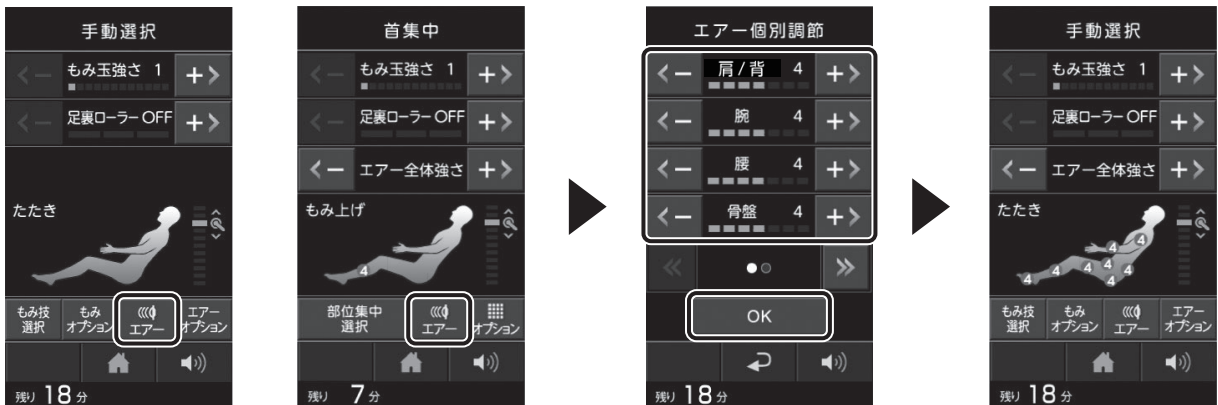 手動選択
もみ玉強さ 1
足裏ローラー OFF
たたき
もみ技
選択
もみ
オプション
エアー
エアー
オプション
残り 18 分
首集中
もみ玉強さ 1
足裏ローラー OFF
エアー全体強さ
もみ上げ
4
部位集中
選択
エアー
オプション
残り 7 分
エアー個別調節
肩/背 4
腕 4
腰 4
骨盤 4
OK
残り 18 分
手動選択
もみ玉強さ 1
足裏ローラー OFF
エアー全体強さ
たたき
4
4
4
4
4
4
4
もみ技
選択
もみ
オプション
エアー
エアー
オプション
残り 18 分